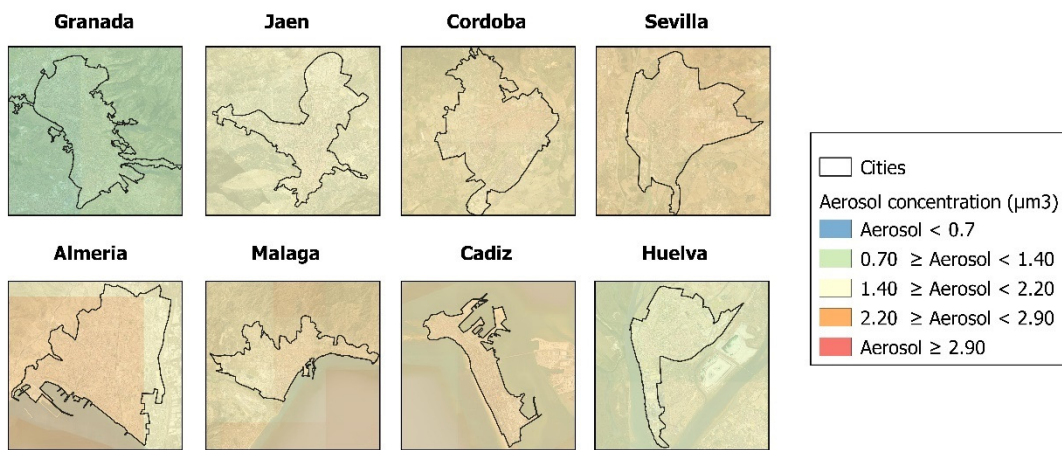 Granada
Jaen
Cordoba
Sevilla
Almeria
Malaga
Cadiz
Huelva
Cities
Aerosol concentration (µm3)
Aerosol < 0.7
0.70 ≥ Aerosol < 1.40
1.40 ≥ Aerosol < 2.20
2.20 ≥ Aerosol < 2.90
Aerosol ≥ 2.90